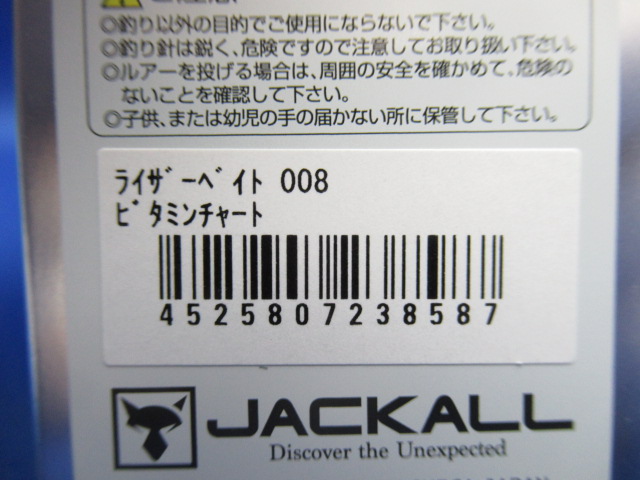 ◎釣り以外の目的でご使用にならないで下さい。
◎釣り針は鋭く、危険ですので注意してお取り扱い下さい。
◎ルアーを投げる場合は、周囲の安全を確かめて、危険の
ないことを確認して下さい。
◎子供、または幼児の手の届かない所に保管して下さい。
ﾗｲｻﾞｰﾍﾞｲﾄ 008
ﾋﾞﾀﾐﾝﾁｬｰﾄ
4525807238587
JACKALL
Discover the Unexpected